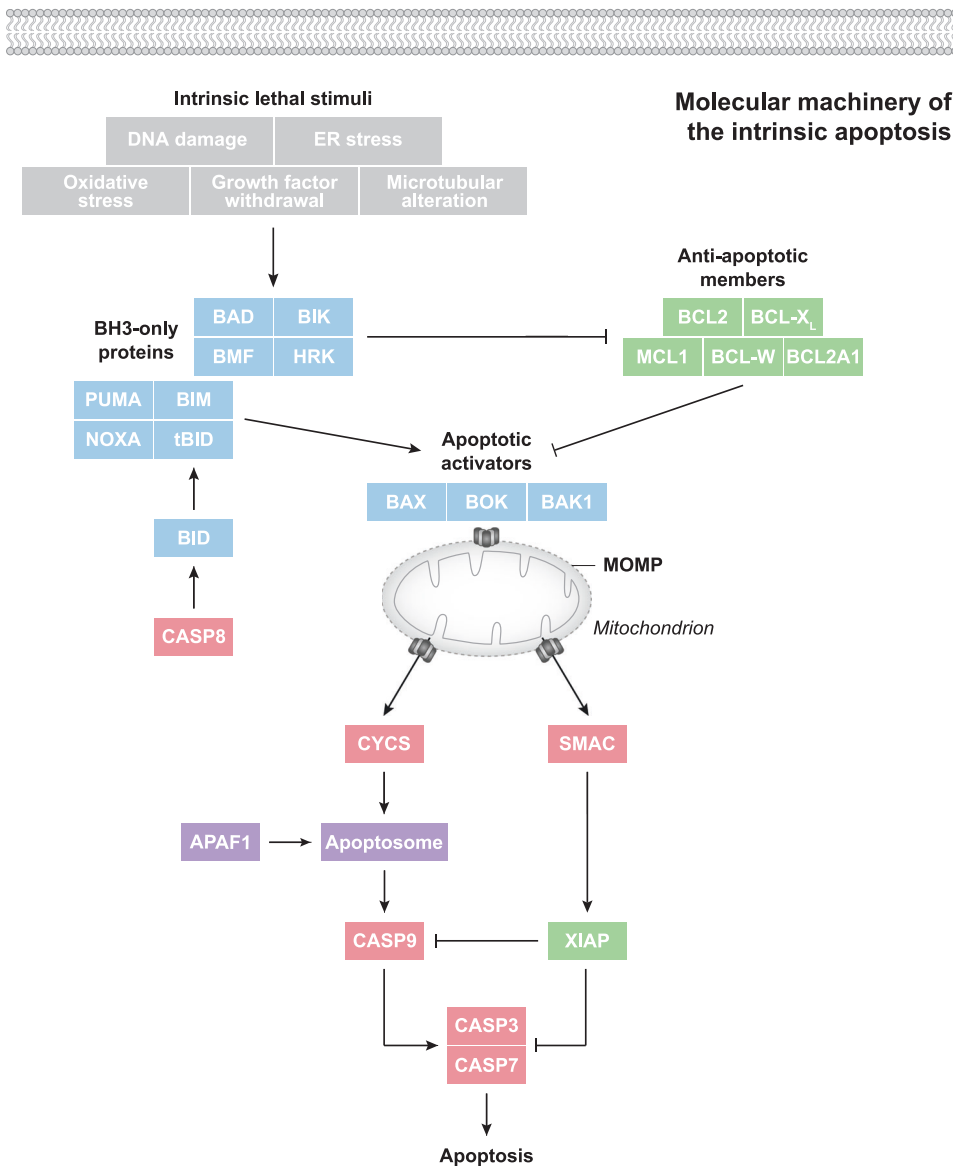 Intrinsic lethal stimuli
Molecular machinery of
the intrinsic apoptosis
DNA damage
ER stress
Oxidative
stress
Growth factor
withdrawal
Microtubular
alteration
Anti-apoptotic
members
BH3-only
proteins
BAD
BIK
BMF
HRK
BCL2
BCL-XL
MCL1
BCL-W
BCL2A1
PUMA
BIM
NOXA
tBID
Apoptotic
activators
BAX
BOK
BAK1
BID
MOMP
CASP8
Mitochondrion
CYCS
SMAC
APAF1
Apoptosome
CASP9
XIAP
CASP3
CASP7
Apoptosis